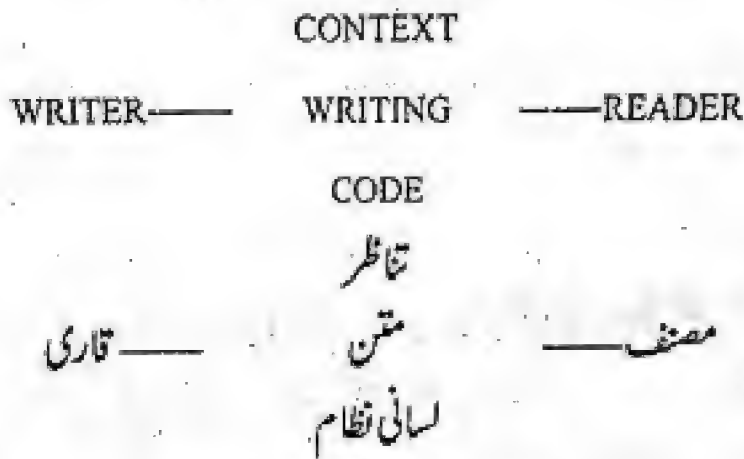 CONTEXT
WRITER—— WRITING ——READER
CODE
تناظر
مصنف —— متن —— قاری
لسانی نظام